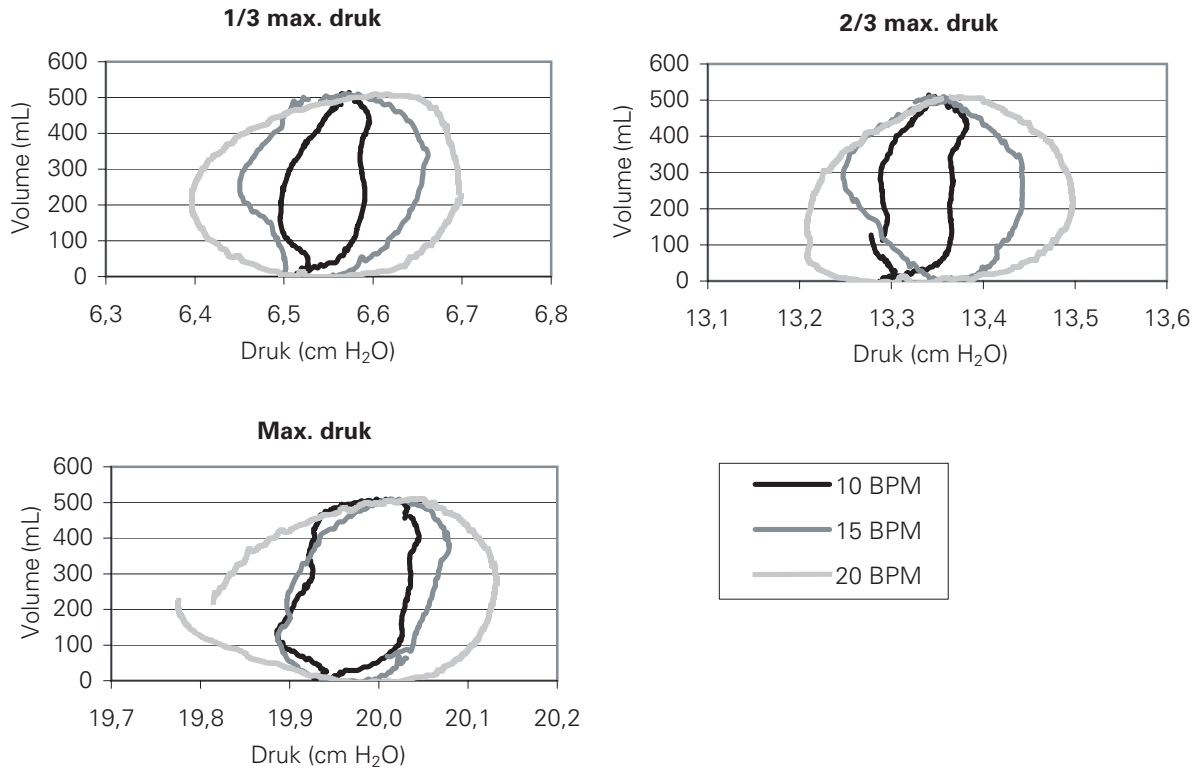 1/3 max. druk
600
500
400
300
200
100
0
Volume (mL)
6,3 6,4 6,5 6,6 6,7 6,8
Druk (cm H₂O)
2/3 max. druk
600
500
400
300
200
100
0
Volume (mL)
13,1 13,2 13,3 13,4 13,5 13,6
Druk (cm H₂O)
Max. druk
600
500
400
300
200
100
0
Volume (mL)
19,7 19,8 19,9 20,0 20,1 20,2
Druk (cm H₂O)
10 BPM
15 BPM
20 BPM